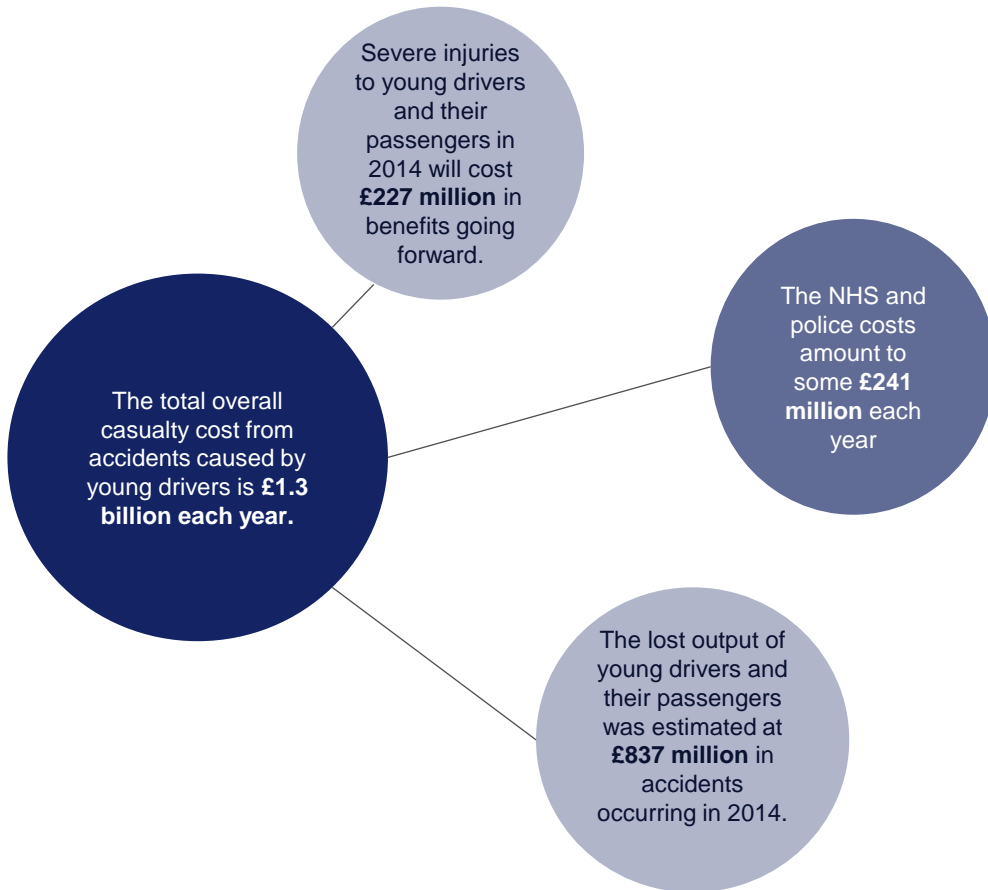 Severe injuries
to young drivers
and their
passengers in
2014 will cost
£227 million in
benefits going
forward.
The NHS and
police costs
amount to
some £241
million each
year
The total overall
casualty cost from
accidents caused by
young drivers is £1.3
billion each year.
The lost output of
young drivers and
their passengers
was estimated at
£837 million in
accidents
occurring in 2014.